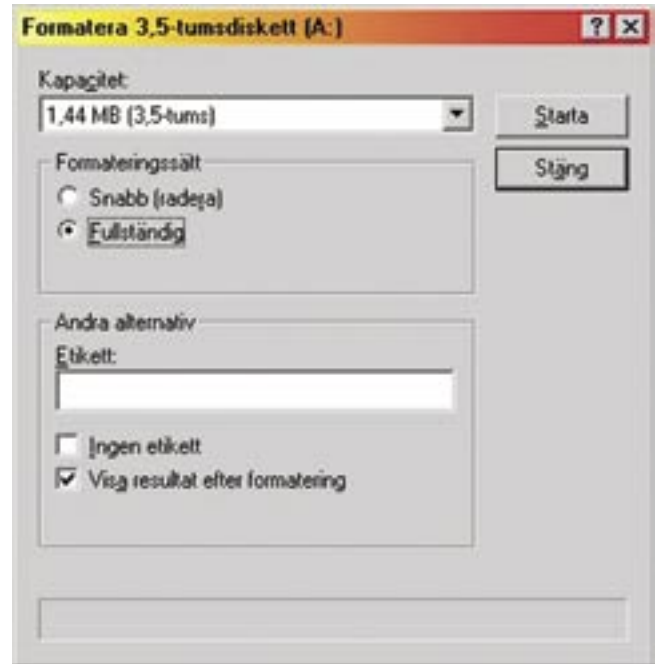 Formatera 3,5-tumsdiskett (A:)
Kapacitet:
1,44 MB (3,5-tums)
Starta
Formateringssätt
Stäng
Snabb (radera)
Fullständig
Andra alternativ
Etikett:
Ingen etikett
Visa resultat efter formatering